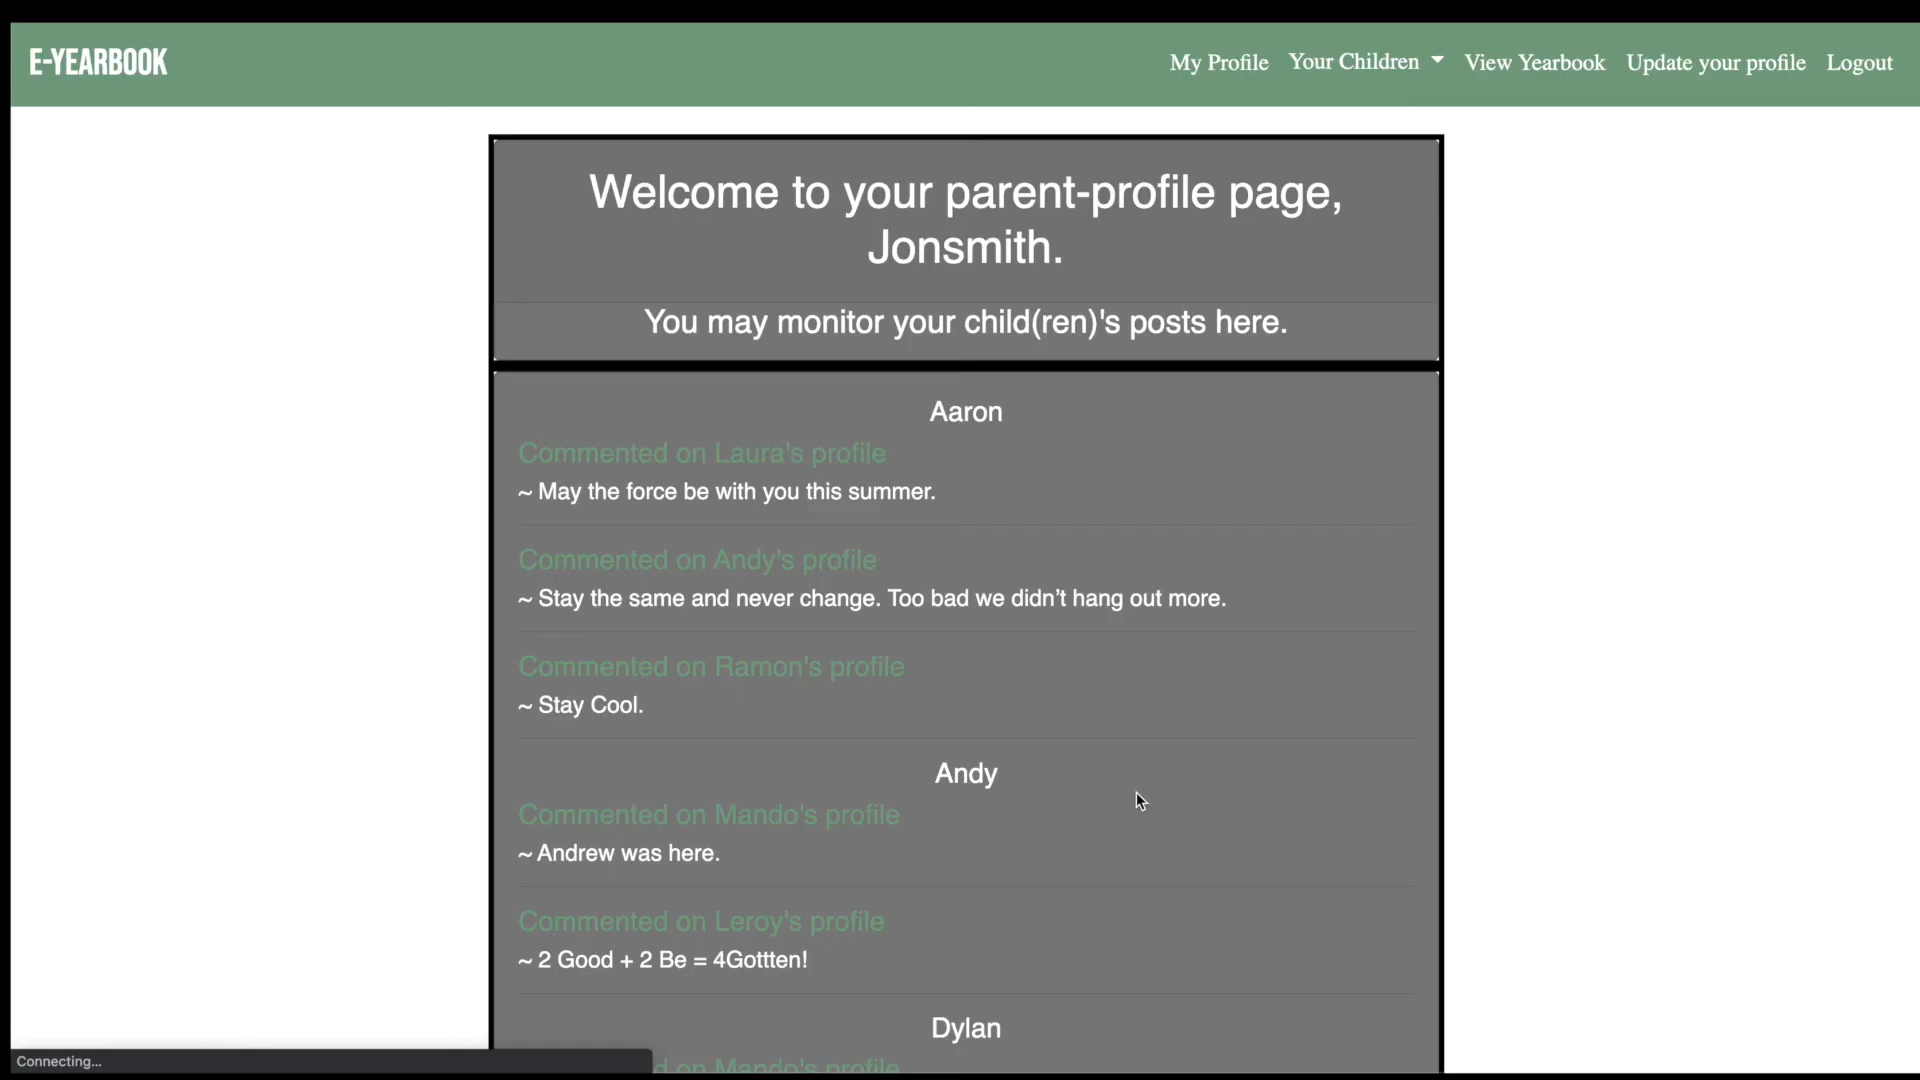 E-YEARBOOK
My Profile Your Children View Yearbook Update your profile Logout
Welcome to your parent-profile page,
Jonsmith.
You may monitor your child(ren)'s posts here.
Aaron
Commented on Laura's profile
~ May the force be with you this summer.
Commented on Andy's profile
~ Stay the same and never change. Too bad we didn’t hang out more.
Commented on Ramon's profile
~ Stay Cool.
Andy
Commented on Mando's profile
~ Andrew was here.
Commented on Leroy's profile
~ 2 Good + 2 Be = 4Gottten!
Dylan
on Mando's profile
Connecting...